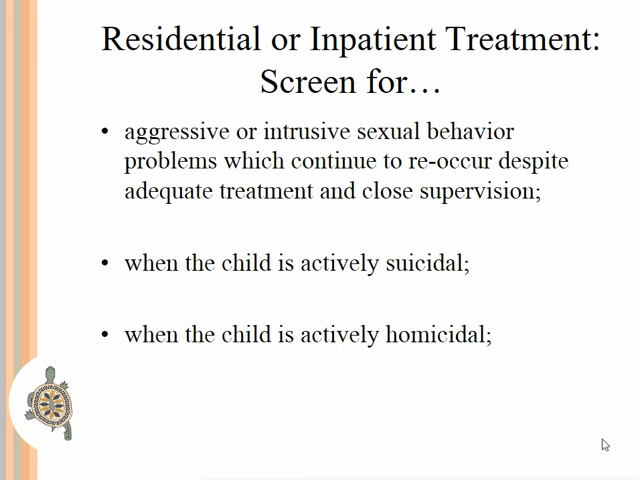 Residential or Inpatient Treatment:
Screen for…
• aggressive or intrusive sexual behavior
problems which continue to re-occur despite
adequate treatment and close supervision;
• when the child is actively suicidal;
• when the child is actively homicidal;